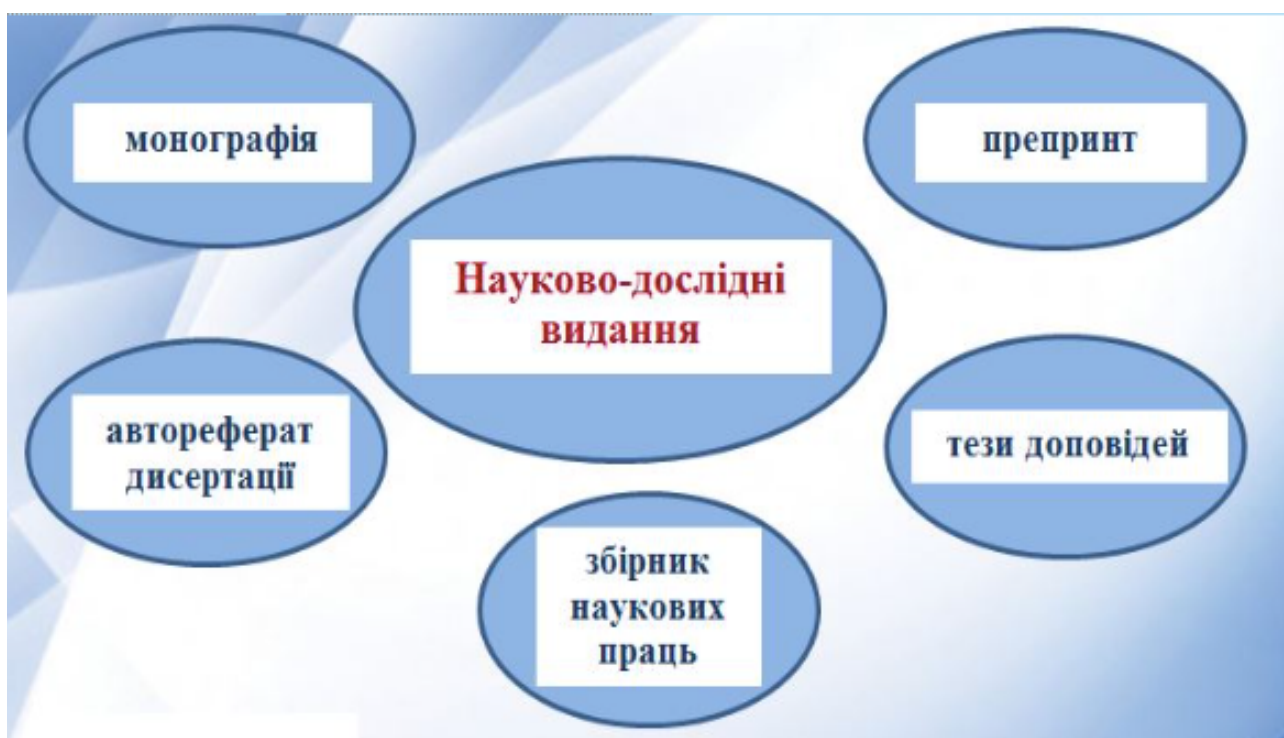 монографія
препринт
Науково-дослідні
видання
автореферат
дисертації
тези доповідей
збірник
наукових
праць